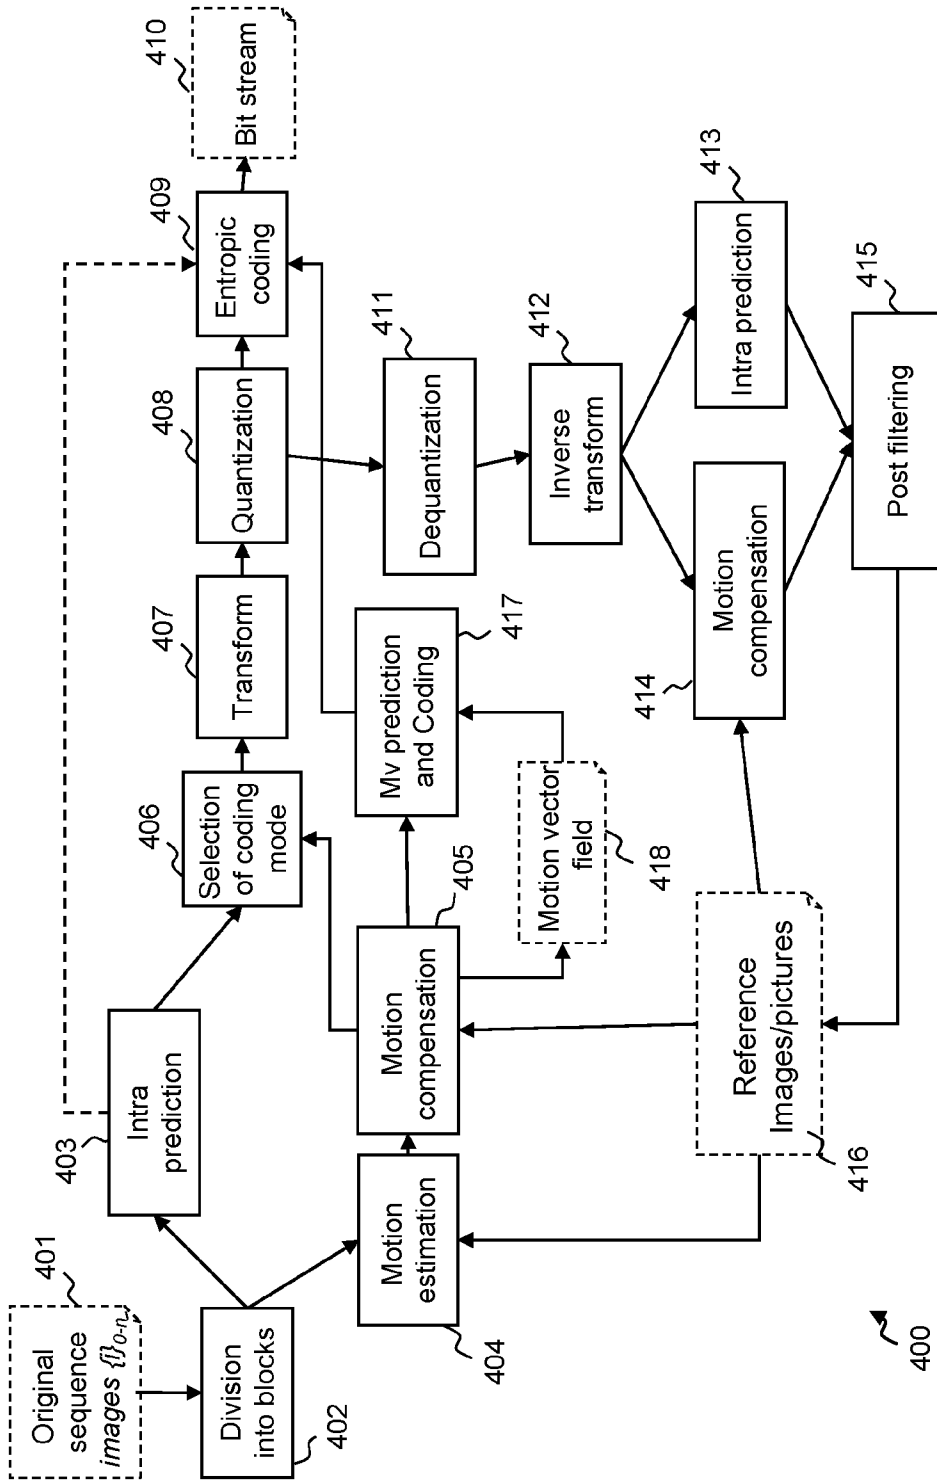 401
Original
sequence
images {I}0-n
Division
into blocks
402
403
Intra
prediction
Motion
estimation
404
Motion
compensation
405
406
Selection
of coding
mode
407
Transform
408
Quantization
409
Entropic
coding
410
Bit stream
Mv prediction
and Coding
417
Motion vector
field
418
411
Dequantization
412
Inverse
transform
413
Intra prediction
Motion
compensation
414
415
Post filtering
Reference
Images/pictures
416
400